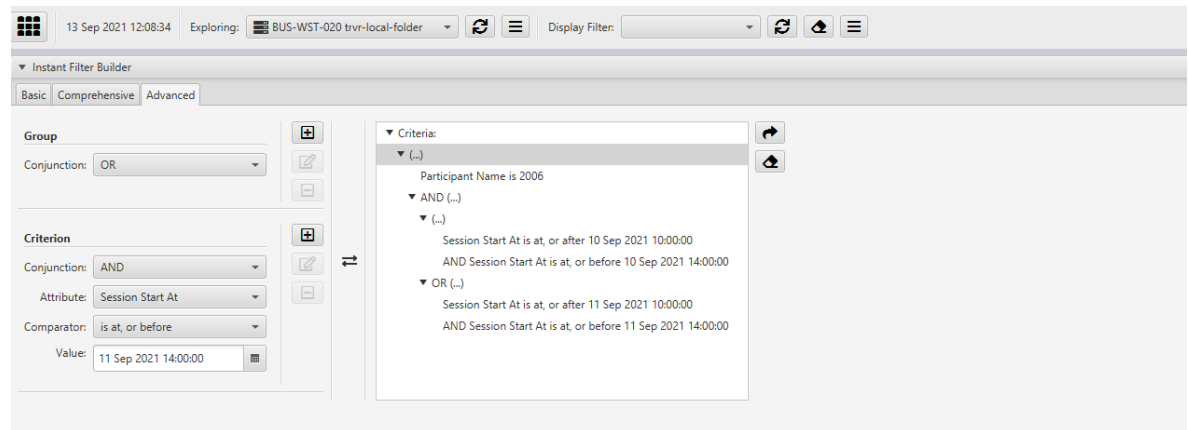 13 Sep 2021 12:08:34 Exploring: BUS-WST-020 trvr-local-folder Display Filter:
Instant Filter Builder
Basic Comprehensive Advanced
Group
Conjunction: OR
Criterion
Conjunction: AND
Attribute: Session Start At
Comparator: is at, or before
Value: 11 Sep 2021 14:00:00
Criteria:
(...)
Participant Name is 2006
AND (...)
(...)
Session Start At is at, or after 10 Sep 2021 10:00:00
AND Session Start At is at, or before 10 Sep 2021 14:00:00
OR (...)
Session Start At is at, or after 11 Sep 2021 10:00:00
AND Session Start At is at, or before 11 Sep 2021 14:00:00